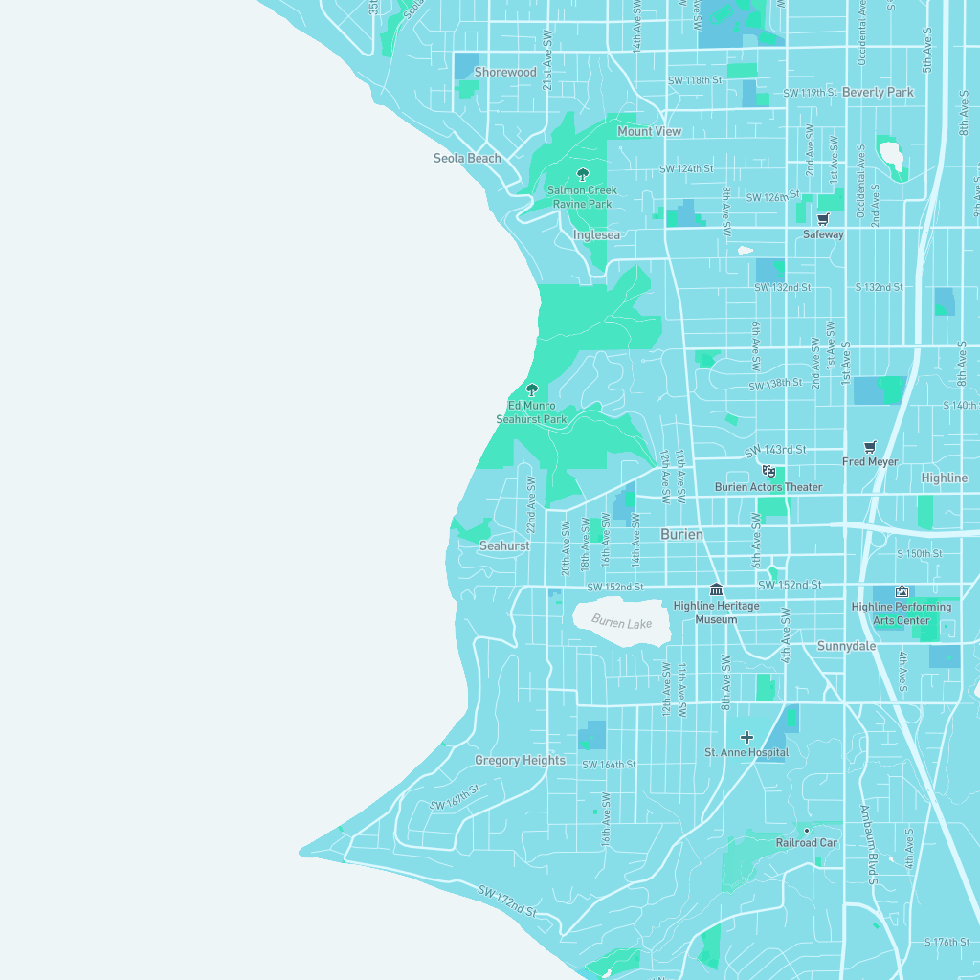 35th
Seola
14th Ave SW
Ave SW
Occidental Ave
5th Ave S
21st Ave SW
Shorewood
SW 118th St
SW 119th S
Beverly Park
8th Ave S
Mount View
Seola Beach
SW 124th St
2nd Ave SW
1st Ave SW
Occidental Ave S
Salmon Creek
Ravine Park
8th Ave SW
SW 126th St
2nd Ave S
Inglesea
Safeway
SW 132nd St
S 132nd St
6th Ave SW
2nd Ave SW
1st Ave SW
1st Ave S
8th Ave S
SW 138th St
S 140th
Ed Munro
Seahurst Park
12th Ave SW
11th Ave SW
SW 143rd St
Fred Meyer
Burien Actors Theater
Highline
22nd Ave SW
20th Ave SW
18th Ave SW
16th Ave SW
14th Ave SW
Burien
6th Ave SW
Seahurst
S 150th St
SW 152nd St
SW 152nd St
Highline Heritage
Museum
Highline Performing
Arts Center
Burien Lake
4th Ave SW
Sunnydale
12th Ave SW
11th Ave SW
8th Ave SW
4th Ave S
St. Anne Hospital
Gregory Heights
SW 164th St
SW 167th St
16th Ave SW
Ambaum Blvd S
4th Ave S
Railroad Car
SW 172nd St
S 176th St